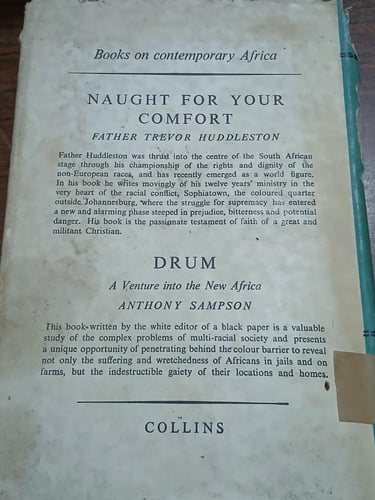 Books on contemporary Africa
NAUGHT FOR YOUR
COMFORT
FATHER TREVOR HUDDLESTON
Father Huddleston was thrust into the centre of the South African
stage through his championship of the rights and dignity of the
non-European races, and has recently emerged as a world figure.
In his book he writes movingly of his twelve years' ministry in the
very heart of the racial conflict, Sophiatown, the coloured quarter
outside Johannesburg, where the struggle for supremacy has entered
a new and alarming phase steeped in prejudice, bitterness and potential
danger. His book is the passionate testament of faith of a great and
militant Christian.
DRUM
A Venture into the New Africa
ANTHONY SAMPSON
This book written by the white editor of a black paper is a valuable
study of the complex problems of multi-racial society and presents
a unique opportunity of penetrating behind the colour barrier to reveal
not only the suffering and wretchedness of Africans in jails and on
farms, but the indestructible gaiety of their locations and homes.
COLLINS